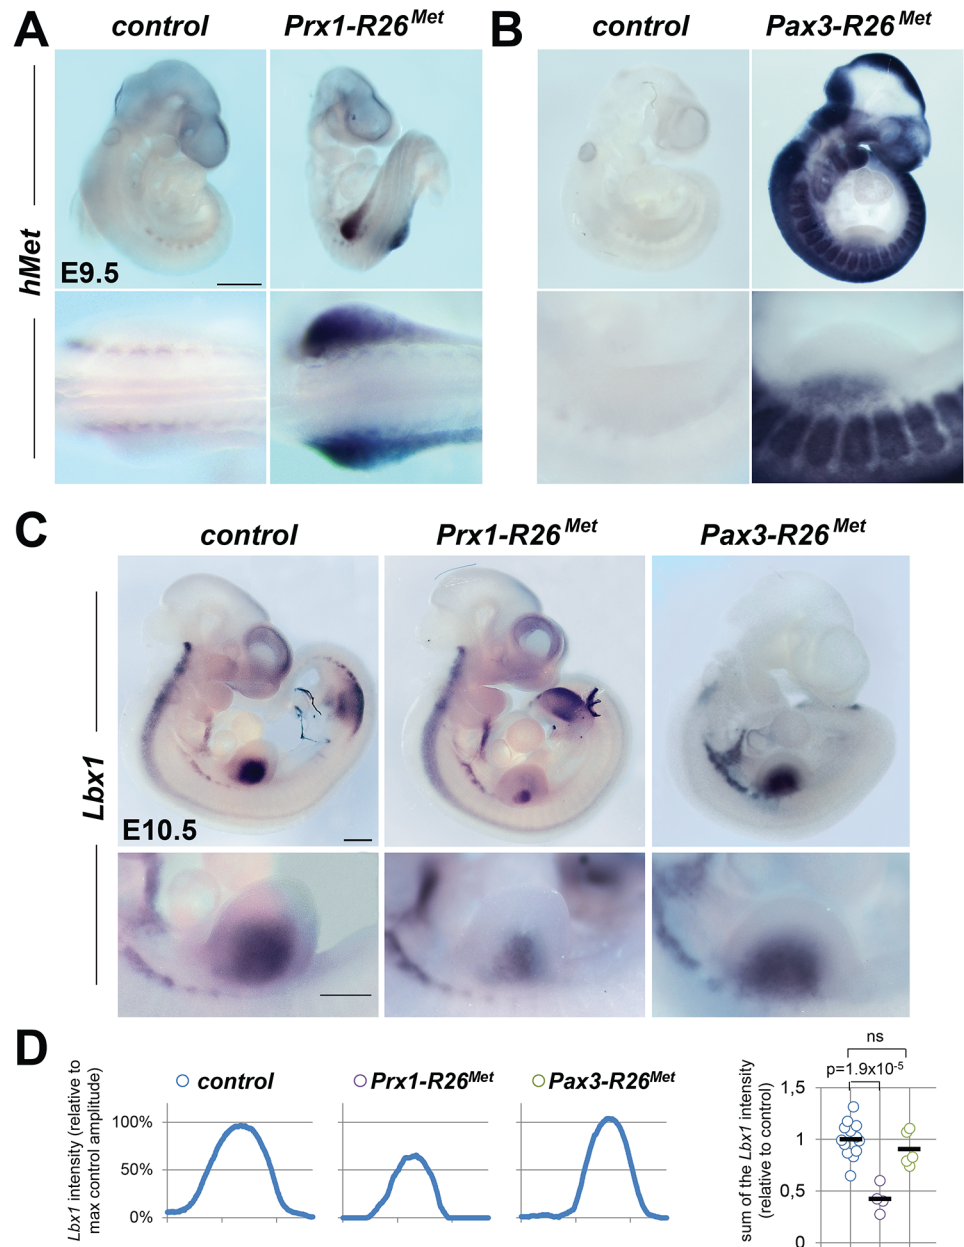 A control Prx1-R26Met B control Pax3-R26Met
hMet
E9.5
C control Prx1-R26Met Pax3-R26Met
Lbx1
E10.5
D
Lbx1 intensity (relative to
max control amplitude)
control Prx1-R26Met Pax3-R26Met
100%
50%
0%
sum of the Lbx1 intensity
(relative to control)
ns
p=1.9x10-5
1,5
1
0,5
0